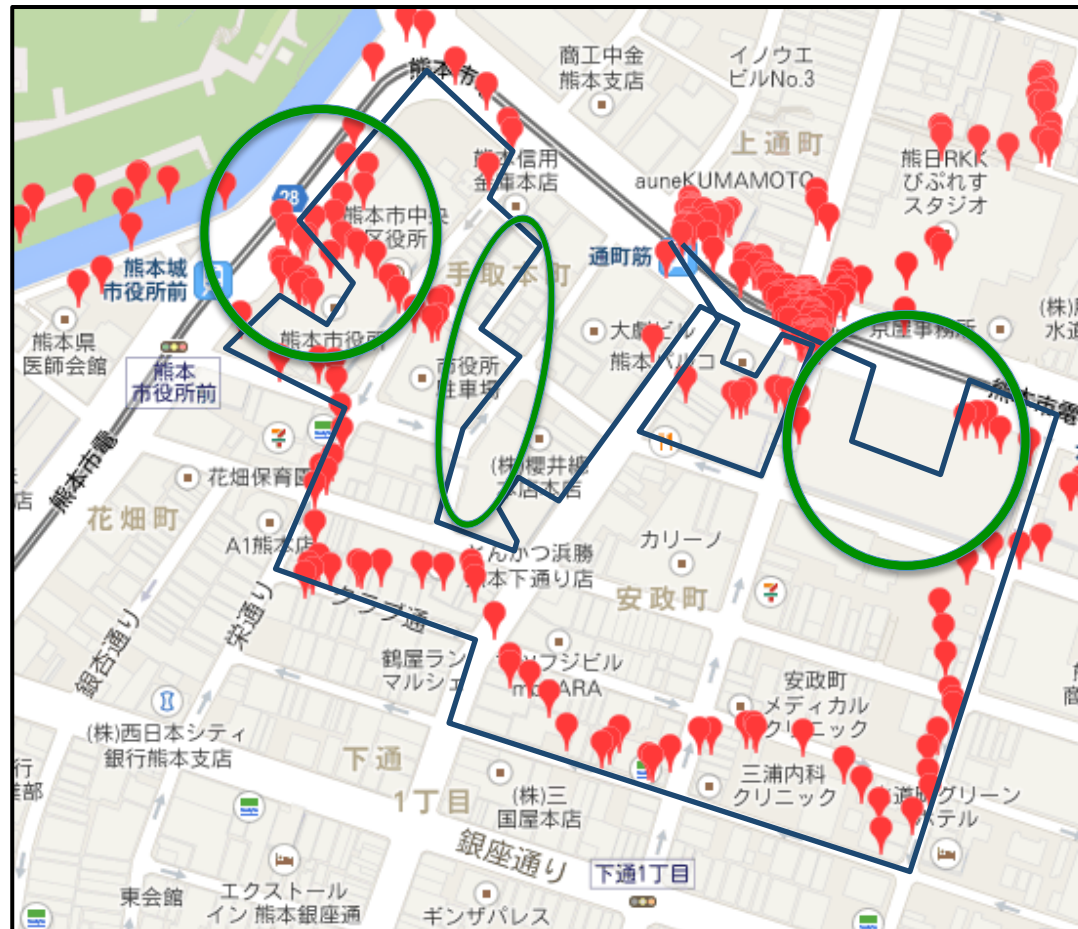 熊本市
商工中金
熊本支店
イノウエ
ビルNo.3
上通町
熊日RKK
びぷれす
スタジオ
auneKUMAMOTO
信用
金庫本店
28
熊本市中央
区役所
熊本城
市役所前
手取本町
通町筋
熊本県
医師会館
熊本市役所
大劇ビル
熊本パルコ
京屋事務所
(株)
水道
熊本
市役所前
市役所
駐車場
熊本市電
熊本市電
花畑保育園
(株)櫻井總
本店本店
店
花畑町
A1熊本店
とんかつ浜勝
熊本下通り店
カリーノ
安政町
クラブ通
栄通り
銀杏通り
鶴屋ラン
マルシェ
安政町
メディカル
クリニック
(株)西日本シティ
銀行熊本支店
下通
1丁目
三浦内科
クリニック
水道町グリーン
ホテル
(株)三
国屋本店
銀座通り
下通1丁目
東会館
エクストール
イン 熊本銀座通
ギンザパレス